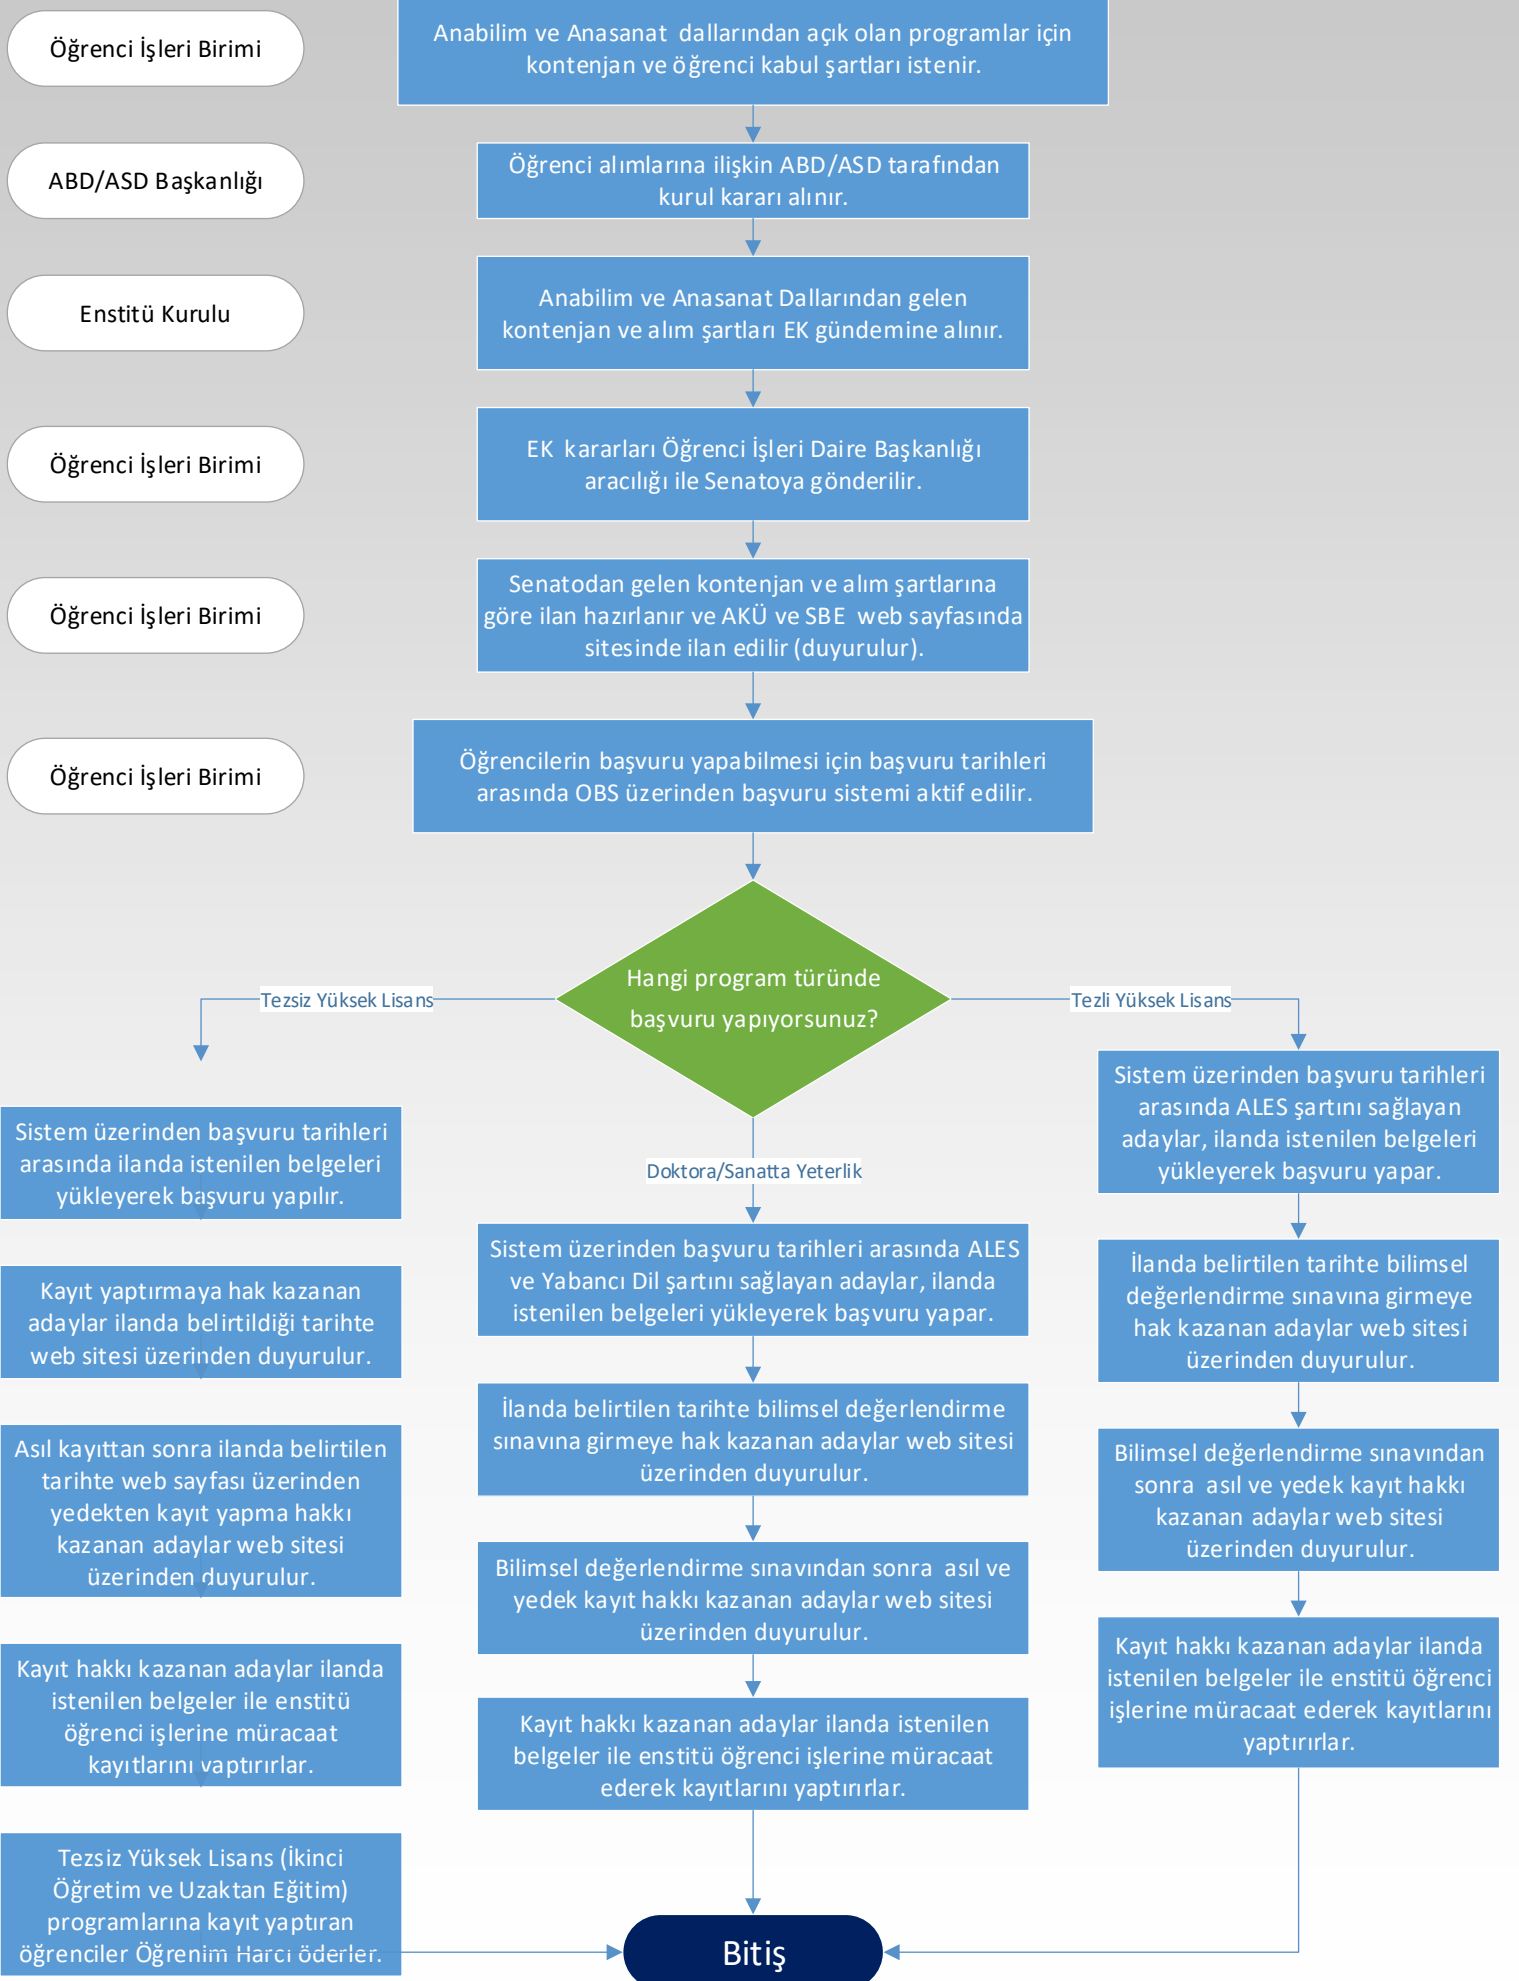 Öğrenci İşleri Birimi
Anabilim ve Anasanat dallarından açık olan programlar için
kontenjan ve öğrenci kabul şartları istenir.
ABD/ASD Başkanlığı
Öğrenci alımlarına ilişkin ABD/ASD tarafından
kurul kararı alınır.
Enstitü Kurulu
Anabilim ve Anasanat Dallarından gelen
kontenjan ve alım şartları EK gündemine alınır.
Öğrenci İşleri Birimi
EK kararları Öğrenci İşleri Daire Başkanlığı
aracılığı ile Senatoya gönderilir.
Öğrenci İşleri Birimi
Senatodan gelen kontenjan ve alım şartlarına
göre ilan hazırlanır ve AKÜ ve SBE web sayfasında
sitesinde ilan edilir (duyurulur).
Öğrenci İşleri Birimi
Öğrencilerin başvuru yapabilmesi için başvuru tarihleri
arasında OBS üzerinden başvuru sistemi aktif edilir.
Hangi program türünde
başvuru yapıyorsunuz?
Tezsiz Yüksek Lisans
Sistem üzerinden başvuru tarihleri
arasında ilanda istenilen belgeleri
yükleyerek başvuru yapılır.
Kayıt yaptırmaya hak kazanan
adaylar ilanda belirtildiği tarihte
web sitesi üzerinden duyurulur.
Asıl kayıttan sonra ilanda belirtilen
tarihte web sayfası üzerinden
yedekten kayıt yapma hakkı
kazanan adaylar web sitesi
üzerinden duyurulur.
Kayıt hakkı kazanan adaylar ilanda
istenilen belgeler ile enstitü
öğrenci işlerine müracaat
kayıtlarını yaptırırlar.
Tezsiz Yüksek Lisans (İkinci
Öğretim ve Uzaktan Eğitim)
programlarına kayıt yaptıran
öğrenciler Öğrenim Harcı öderler.
Doktora/Sanatta Yeterlik
Sistem üzerinden başvuru tarihleri arasında ALES
ve Yabancı Dil şartını sağlayan adaylar, ilanda
istenilen belgeleri yükleyerek başvuru yapar.
İlanda belirtilen tarihte bilimsel değerlendirme
sınavına girmeye hak kazanan adaylar web sitesi
üzerinden duyurulur.
Bilimsel değerlendirme sınavından sonra asıl ve
yedek kayıt hakkı kazanan adaylar web sitesi
üzerinden duyurulur.
Kayıt hakkı kazanan adaylar ilanda istenilen
belgeler ile enstitü öğrenci işlerine müracaat
ederek kayıtlarını yaptırırlar.
Tezli Yüksek Lisans
Sistem üzerinden başvuru tarihleri
arasında ALES şartını sağlayan
adaylar, ilanda istenilen belgeleri
yükleyerek başvuru yapar.
İlanda belirtilen tarihte bilimsel
değerlendirme sınavına girmeye
hak kazanan adaylar web sitesi
üzerinden duyurulur.
Bilimsel değerlendirme sınavından
sonra asıl ve yedek kayıt hakkı
kazanan adaylar web sitesi
üzerinden duyurulur.
Kayıt hakkı kazanan adaylar ilanda
istenilen belgeler ile enstitü öğrenci
işlerine müracaat ederek kayıtlarını
yaptırırlar.
Bitiş